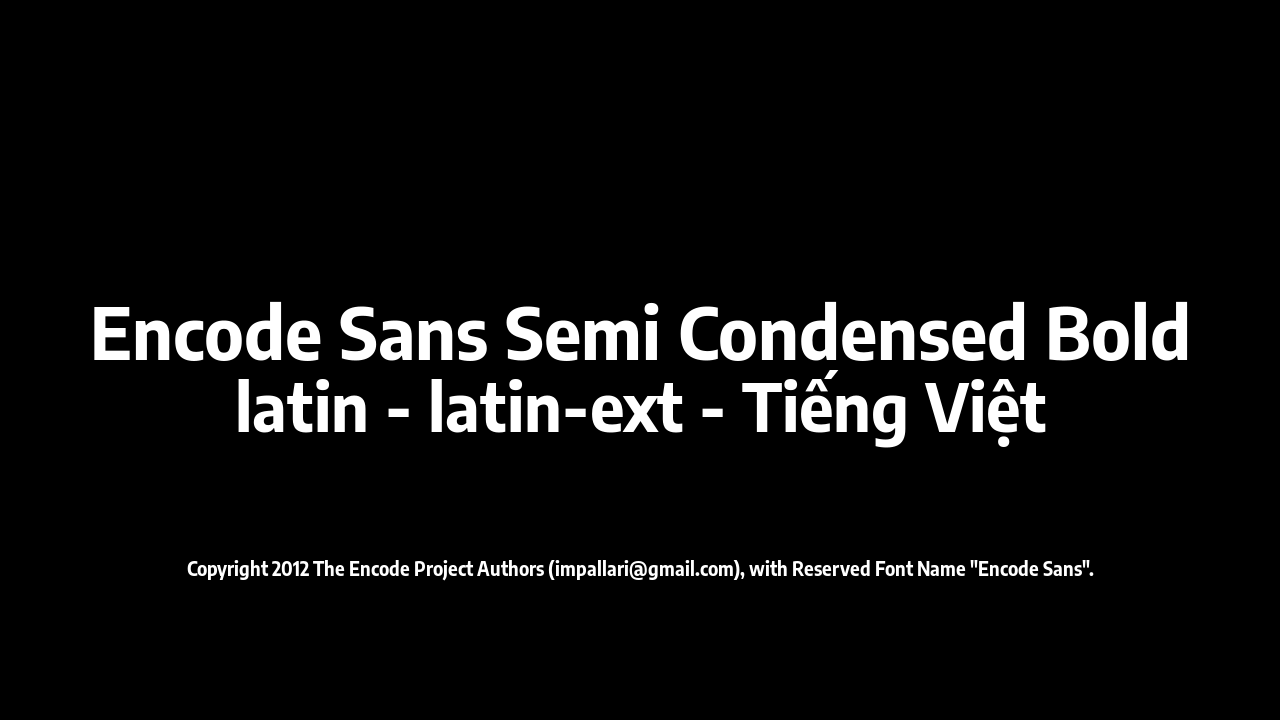 Encode Sans Semi Condensed Bold
latin - latin-ext - Tiếng Việt
Copyright 2012 The Encode Project Authors (impallari@gmail.com), with Reserved Font Name "Encode Sans".